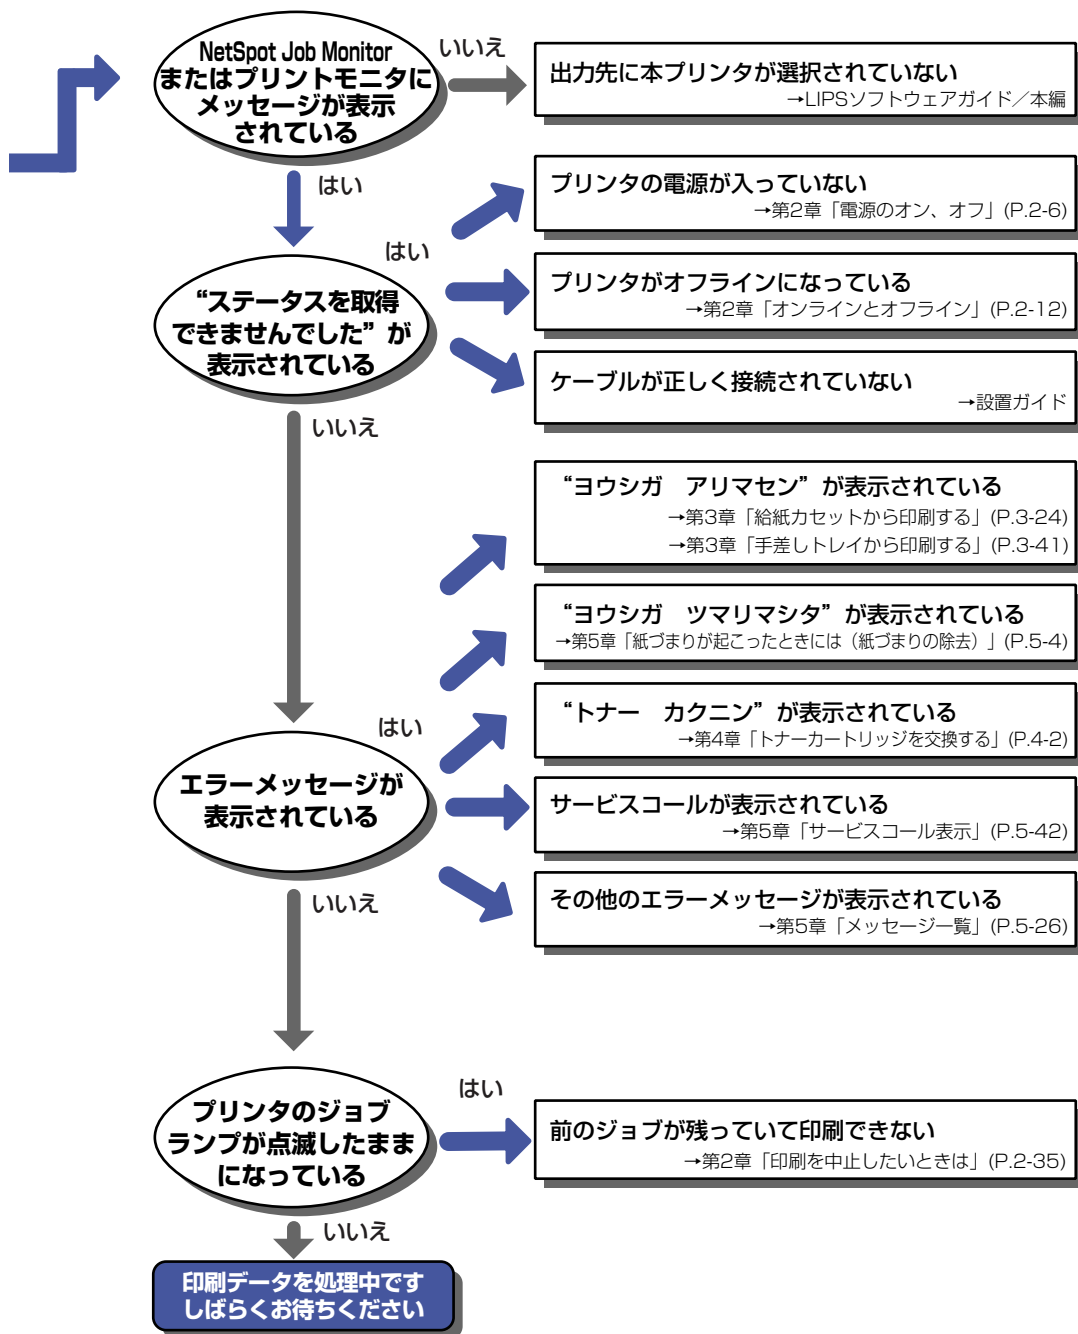 NetSpot Job Monitor
またはプリントモニタに
メッセージが表示
されている
いいえ
出力先に本プリンタが選択されていない
→LIPSソフトウェアガイド／本編
はい
プリンタの電源が入っていない
→第2章「電源のオン、オフ」(P.2-6)
はい
“ステータスを取得
できませんでした”が
表示されている
プリンタがオフラインになっている
→第2章「オンラインとオフライン」(P.2-12)
ケーブルが正しく接続されていない
→設置ガイド
いいえ
“ヨウシガ　アリマセン”が表示されている
→第3章「給紙カセットから印刷する」(P.3-24)
→第3章「手差しトレイから印刷する」(P.3-41)
“ヨウシガ　ツマリマシタ”が表示されている
→第5章「紙づまりが起こったときには（紙づまりの除去）」(P.5-4)
はい
“トナー　カクニン”が表示されている
→第4章「トナーカートリッジを交換する」(P.4-2)
エラーメッセージが
表示されている
サービスコールが表示されている
→第5章「サービスコール表示」(P.5-42)
いいえ
その他のエラーメッセージが表示されている
→第5章「メッセージ一覧」(P.5-26)
プリンタのジョブ
ランプが点滅したまま
になっている
はい
前のジョブが残っていて印刷できない
→第2章「印刷を中止したいときは」(P.2-35)
いいえ
印刷データを処理中です
しばらくお待ちください